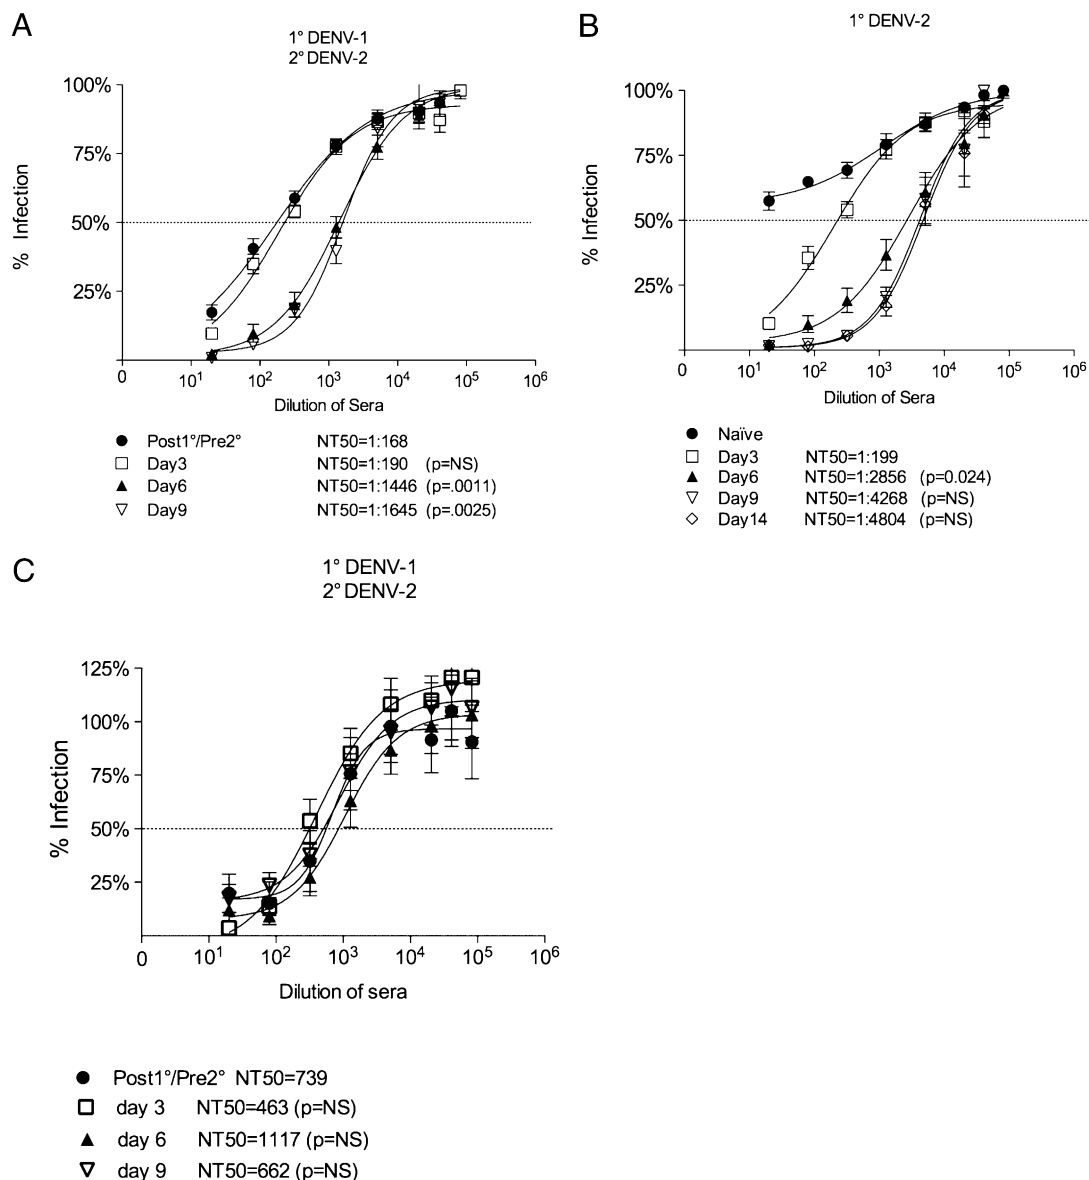 A
1° DENV-1
2° DENV-2
100%
75%
50%
25%
% Infection
0 10¹ 10² 10³ 10⁴ 10⁵ 10⁶
Dilution of Sera
Post1°/Pre2° NT50=1:168
Day3 NT50=1:190 (p=NS)
Day6 NT50=1:1446 (p=.0011)
Day9 NT50=1:1645 (p=.0025)
B
1° DENV-2
100%
75%
50%
25%
% Infection
0 10¹ 10² 10³ 10⁴ 10⁵ 10⁶
Dilution of Sera
Naïve
Day3 NT50=1:199
Day6 NT50=1:2856 (p=0.024)
Day9 NT50=1:4268 (p=NS)
Day14 NT50=1:4804 (p=NS)
C
1° DENV-1
2° DENV-2
125%
100%
75%
50%
25%
% Infection
0 10¹ 10² 10³ 10⁴ 10⁵ 10⁶
Dilution of sera
Post1°/Pre2° NT50=739
day 3 NT50=463 (p=NS)
day 6 NT50=1117 (p=NS)
day 9 NT50=662 (p=NS)